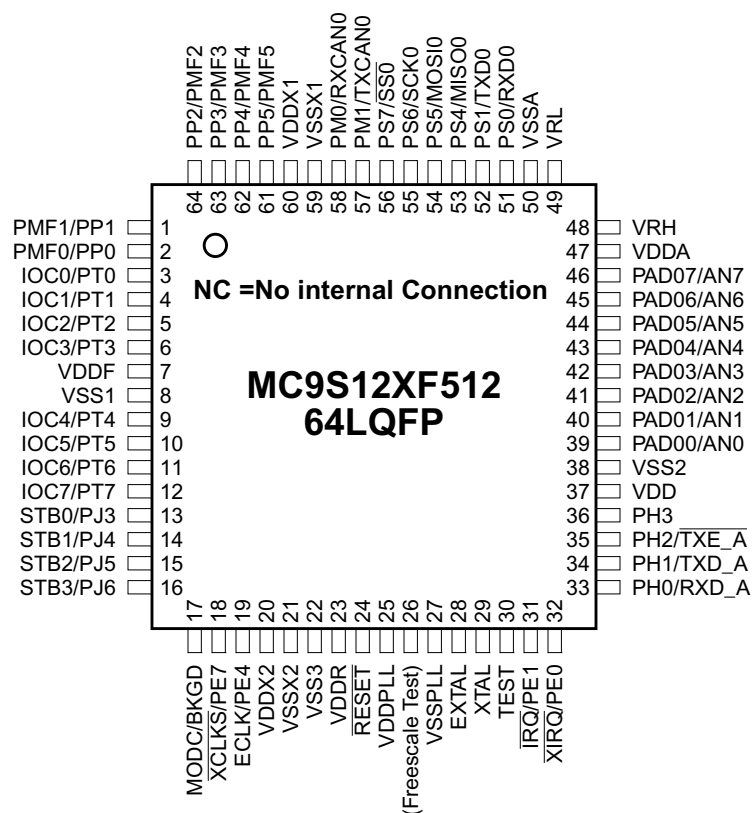 PP2/PMF2
PP3/PMF3
PP4/PMF4
PP5/PMF5
VDDX1
VSSX1
PM0/RXCAN0
PM1/TXCAN0
PS7/SS0
PS6/SCK0
PS5/MOSI0
PS4/MISO0
PS1/TXD0
PS0/RXD0
VSSA
VRL
64
63
62
61
60
59
58
57
56
55
54
53
52
51
50
49
PMF1/PP1 1
PMF0/PP0 2
IOC0/PT0 3
IOC1/PT1 4
IOC2/PT2 5
IOC3/PT3 6
VDDF 7
VSS1 8
IOC4/PT4 9
IOC5/PT5 10
IOC6/PT6 11
IOC7/PT7 12
STB0/PJ3 13
STB1/PJ4 14
STB2/PJ5 15
STB3/PJ6 16
NC =No internal Connection
MC9S12XF512
64LQFP
48 VRH
47 VDDA
46 PAD07/AN7
45 PAD06/AN6
44 PAD05/AN5
43 PAD04/AN4
42 PAD03/AN3
41 PAD02/AN2
40 PAD01/AN1
39 PAD00/AN0
38 VSS2
37 VDD
36 PH3
35 PH2/TXE_A
34 PH1/TXD_A
33 PH0/RXD_A
17
18
19
20
21
22
23
24
25
26
27
28
29
30
31
32
MODC/BKGD
XCLKS/PE7
ECLK/PE4
VDDX2
VSSX2
VSS3
VDDR
RESET
VDDPLL
(Freescale Test)
VSSPLL
EXTAL
XTAL
TEST
IRQ/PE1
XIRQ/PE0